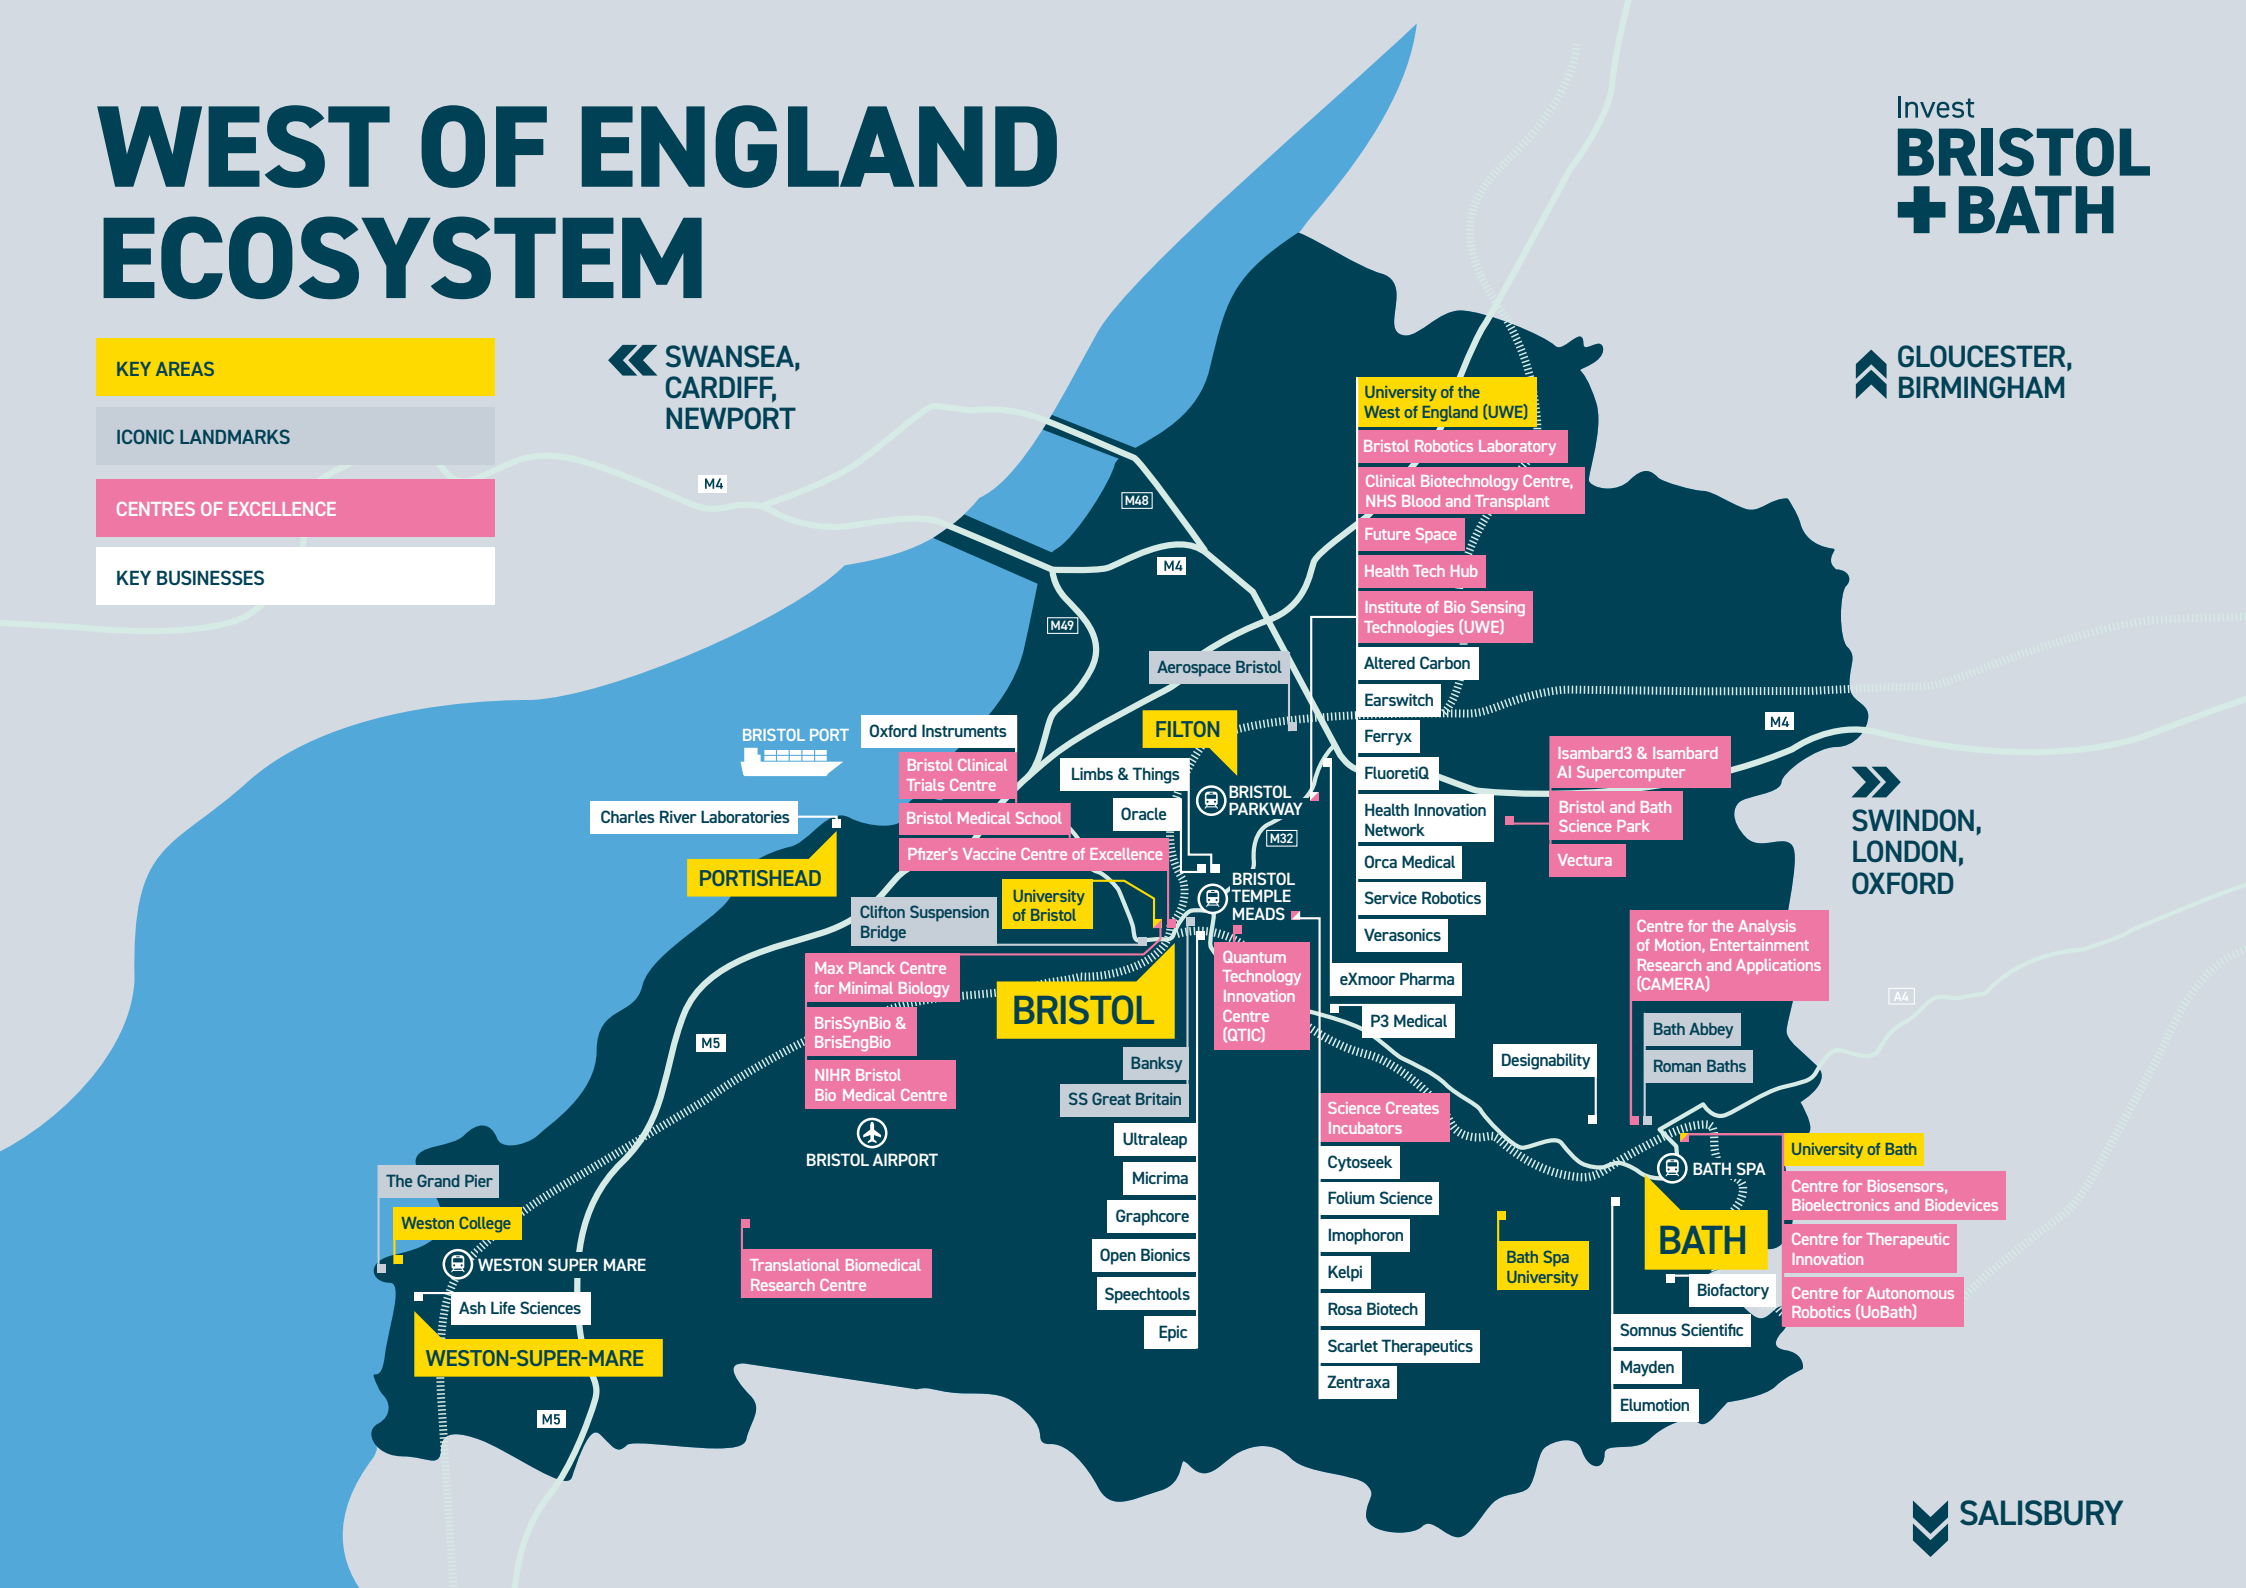 WEST OF ENGLAND
ECOSYSTEM
Invest
BRISTOL
+BATH
KEY AREAS
ICONIC LANDMARKS
CENTRES OF EXCELLENCE
KEY BUSINESSES
SWANSEA,
CARDIFF,
NEWPORT
GLOUCESTER,
BIRMINGHAM
M4
M48
M4
M49
University of the
West of England (UWE)
Bristol Robotics Laboratory
Clinical Biotechnology Centre,
NHS Blood and Transplant
Future Space
Health Tech Hub
Institute of Bio Sensing
Technologies (UWE)
Altered Carbon
Earswitch
Ferryx
FluoretiQ
Health Innovation
Network
Orca Medical
Service Robotics
Verasonics
eXmoor Pharma
P3 Medical
Aerospace Bristol
FILTON
BRISTOL PORT
Oxford Instruments
Bristol Clinical
Trials Centre
Bristol Medical School
Pfizer's Vaccine Centre of Excellence
Limbs & Things
Oracle
BRISTOL
PARKWAY
M32
Isambard3 & Isambard
AI Supercomputer
Bristol and Bath
Science Park
Vectura
M4
SWINDON,
LONDON,
OXFORD
Charles River Laboratories
PORTISHEAD
University
of Bristol
Clifton Suspension
Bridge
BRISTOL
TEMPLE
MEADS
Max Planck Centre
for Minimal Biology
BrisSynBio &
BrisEngBio
NIHR Bristol
Bio Medical Centre
BRISTOL
Quantum
Technology
Innovation
Centre
(QTIC)
Centre for the Analysis
of Motion, Entertainment
Research and Applications
(CAMERA)
A4
Bath Abbey
Roman Baths
Designability
M5
BRISTOL AIRPORT
Banksy
SS Great Britain
Ultraleap
Micrima
Graphcore
Open Bionics
Speechtools
Epic
Science Creates
Incubators
Cytoseek
Folium Science
Imophoron
Kelpi
Rosa Biotech
Scarlet Therapeutics
Zentraxa
The Grand Pier
Weston College
WESTON SUPER MARE
Ash Life Sciences
WESTON-SUPER-MARE
M5
Translational Biomedical
Research Centre
Bath Spa
University
BATH SPA
BATH
University of Bath
Centre for Biosensors,
Bioelectronics and Biodevices
Centre for Therapeutic
Innovation
Centre for Autonomous
Robotics (UoBath)
Biofactory
Somnus Scientific
Mayden
Elumotion
SALISBURY